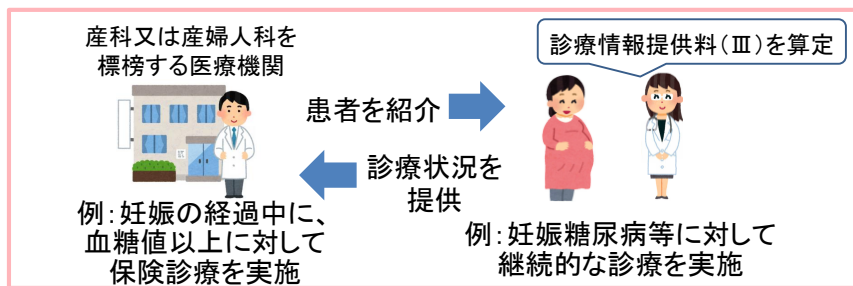 産科又は産婦人科を
標榜する医療機関
診療情報提供料(Ⅲ)を算定
患者を紹介
診療状況を
提供
例:妊娠の経過中に、
血糖値以上に対して
保険診療を実施
例:妊娠糖尿病等に対して
継続的な診療を実施